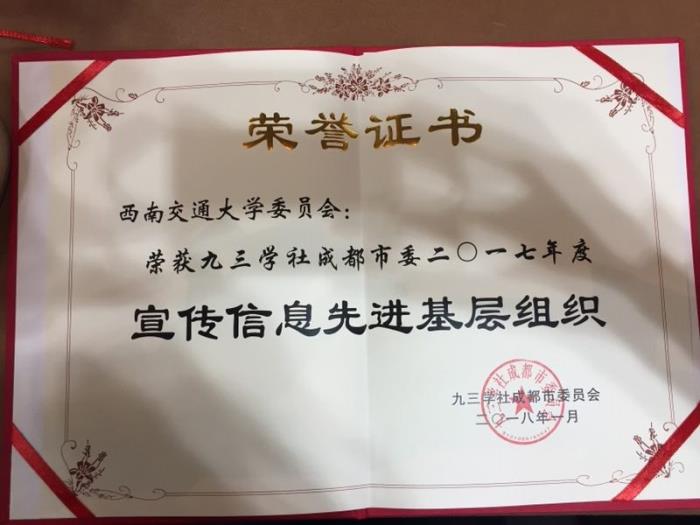 荣誉证书
西南交通大学委员会：
荣获九三学社成都市委二〇一七年度
宣传信息先进基层组织
九三学社成都市委员会
二〇一八年一月